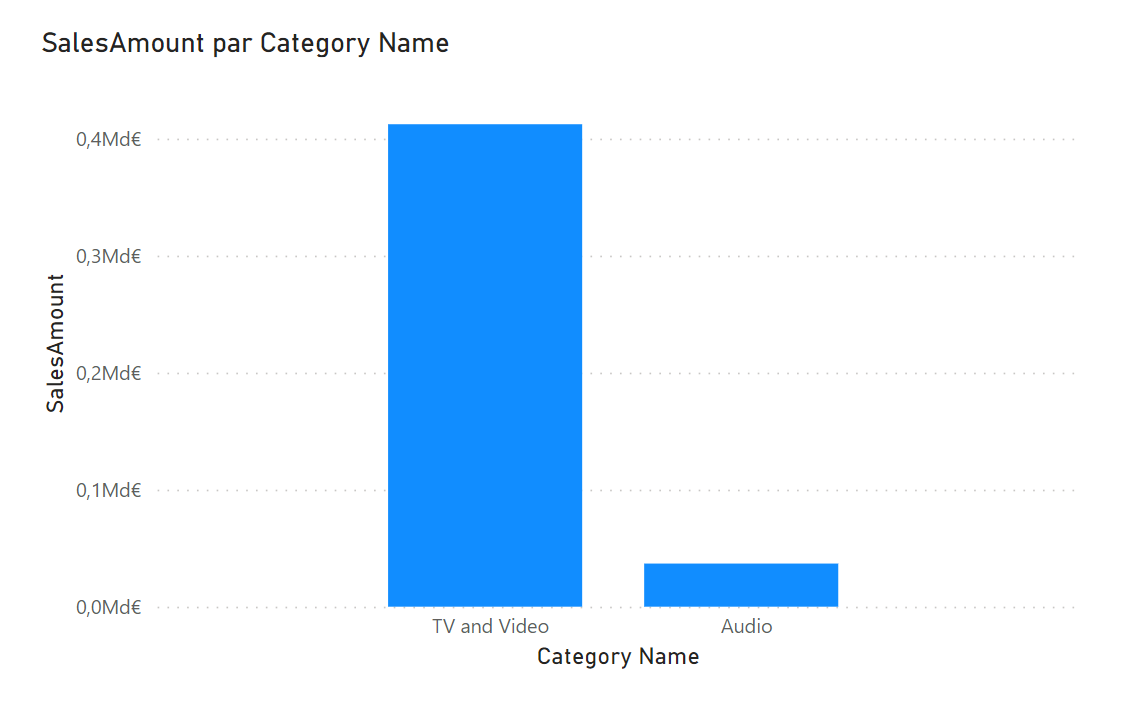 SalesAmount par Category Name
0,4Md€
0,3Md€
0,2Md€
0,1Md€
0,0Md€
SalesAmount
TV and Video
Audio
Category Name